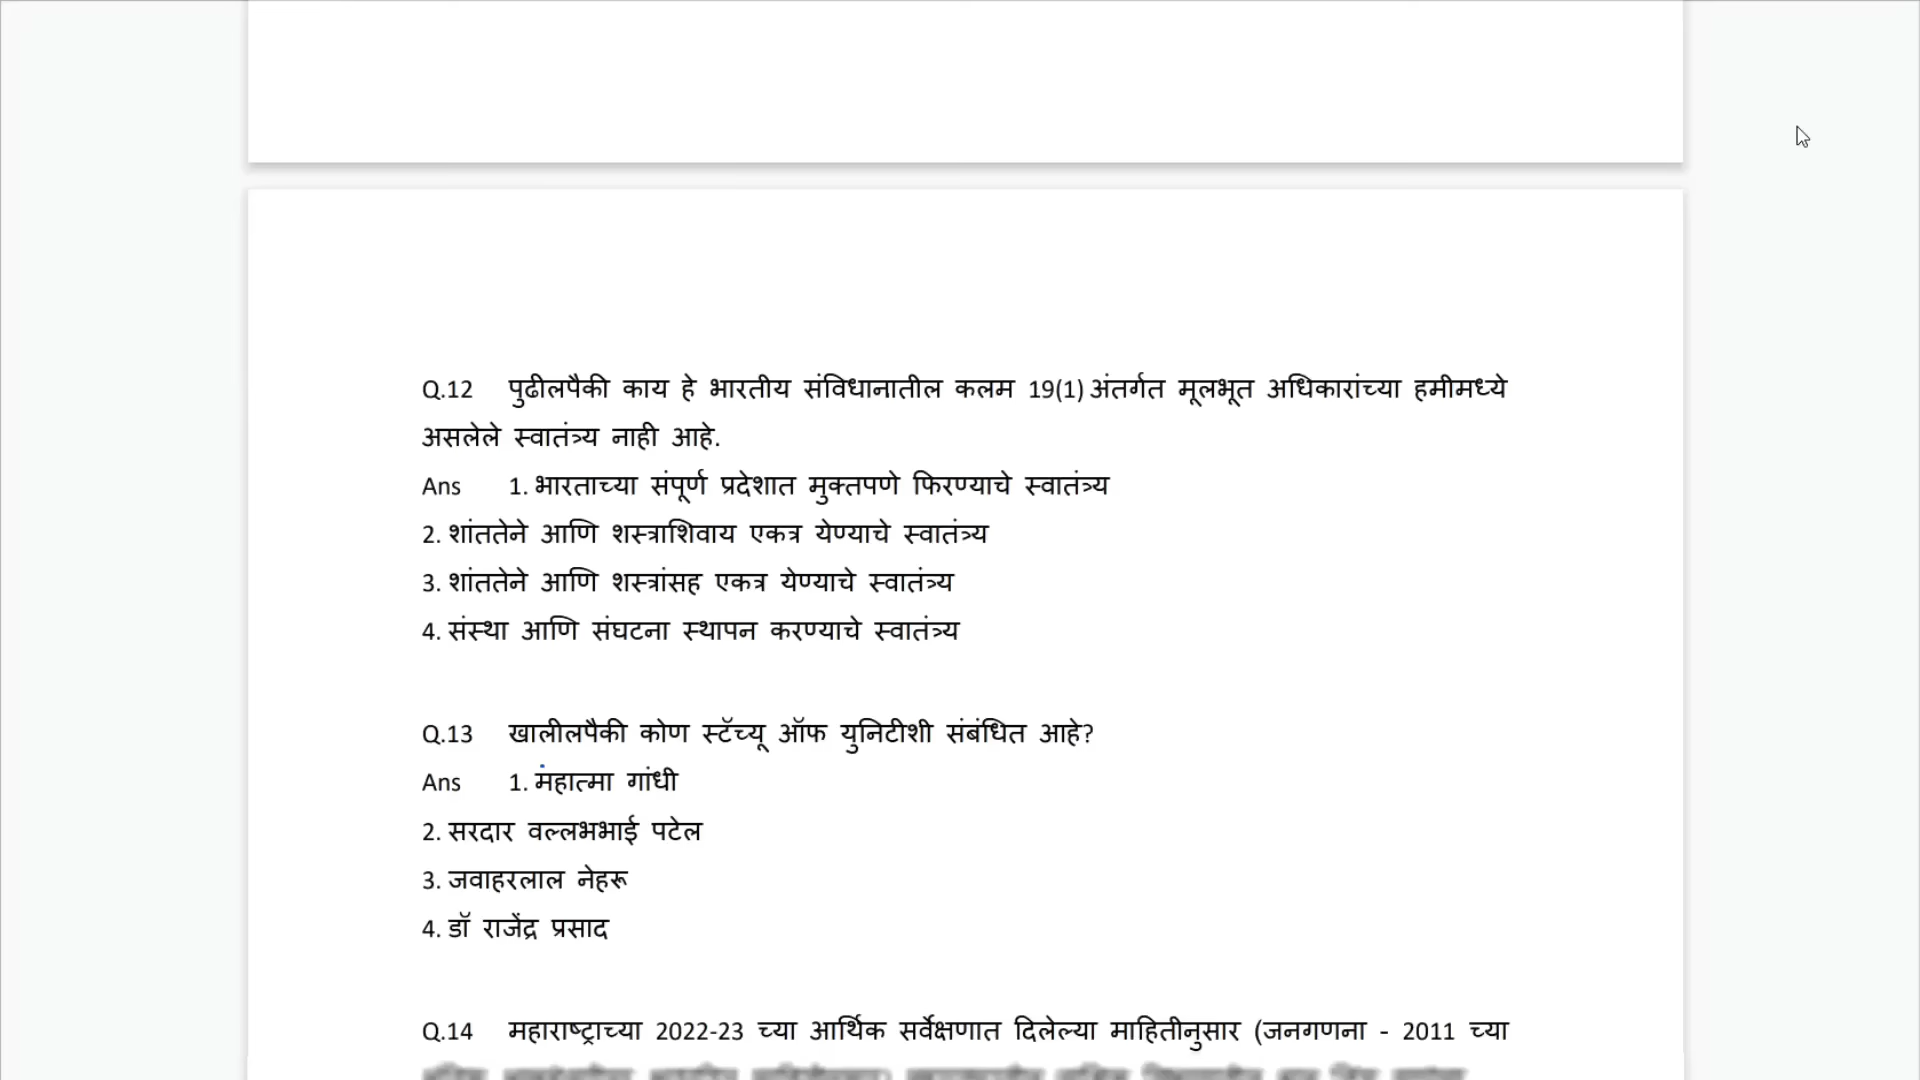 Q.12 पुढीलपैकी काय हे भारतीय संविधानातील कलम 19(1) अंतर्गत मूलभूत अधिकारांच्या हमीमध्ये
असलेले स्वातंत्र्य नाही आहे.
Ans 1. भारताच्या संपूर्ण प्रदेशात मुक्तपणे फिरण्याचे स्वातंत्र्य
2. शांततेने आणि शस्त्राशिवाय एकत्र येण्याचे स्वातंत्र्य
3. शांततेने आणि शस्त्रांसह एकत्र येण्याचे स्वातंत्र्य
4. संस्था आणि संघटना स्थापन करण्याचे स्वातंत्र्य
Q.13 खालीलपैकी कोण स्टॅच्यू ऑफ युनिटीशी संबंधित आहे?
Ans 1. महात्मा गांधी
2. सरदार वल्लभभाई पटेल
3. जवाहरलाल नेहरू
4. डॉ राजेंद्र प्रसाद
Q.14 महाराष्ट्राच्या 2022-23 च्या आर्थिक सर्वेक्षणात दिलेल्या माहितीनुसार (जनगणना - 2011 च्या